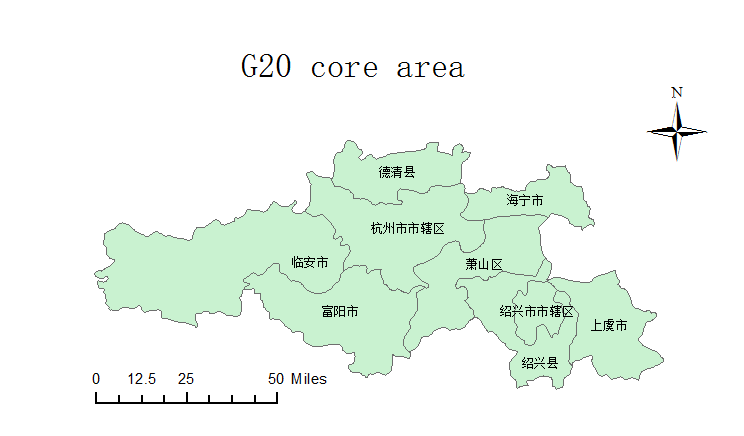 G20 core area
N
德清县
海宁市
杭州市市辖区
临安市
萧山区
富阳市
绍兴市市辖区
上虞市
绍兴县
0 12.5 25 50 Miles